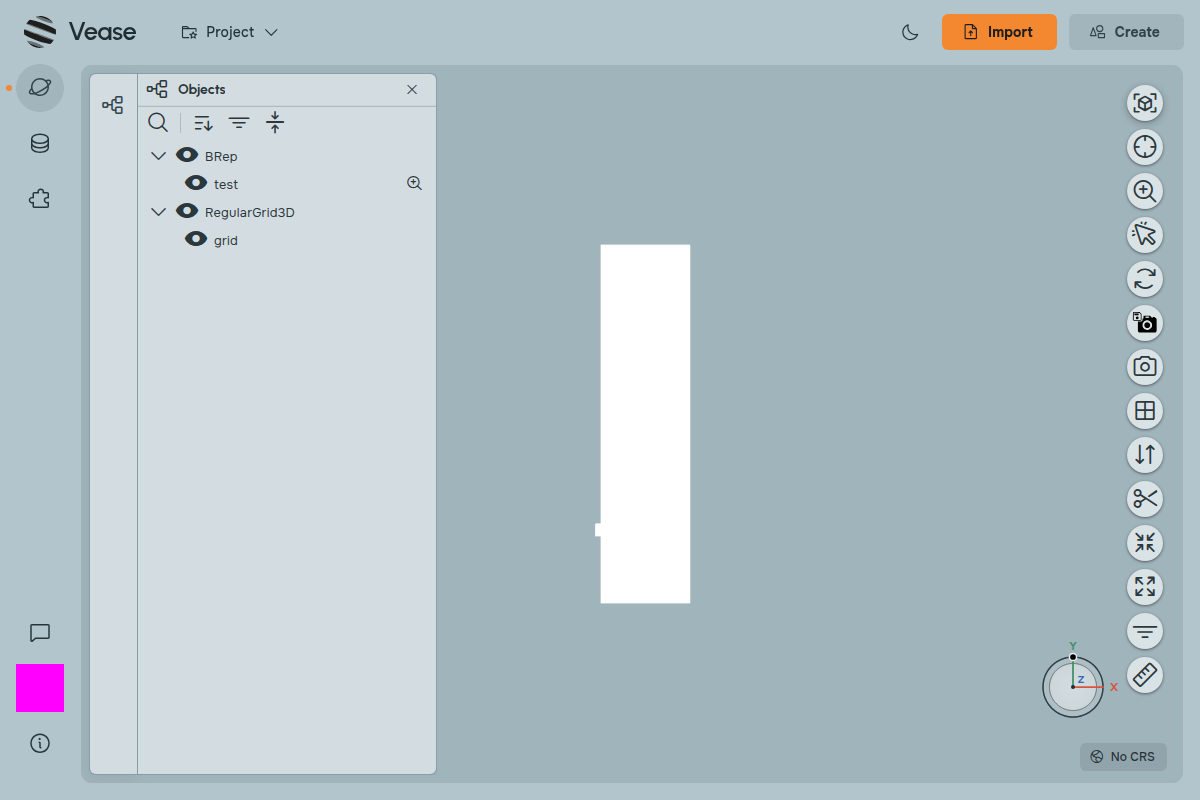 Vease
Project
Import
Create
Objects
BRep
test
RegularGrid3D
grid
Y
Z
X
No CRS